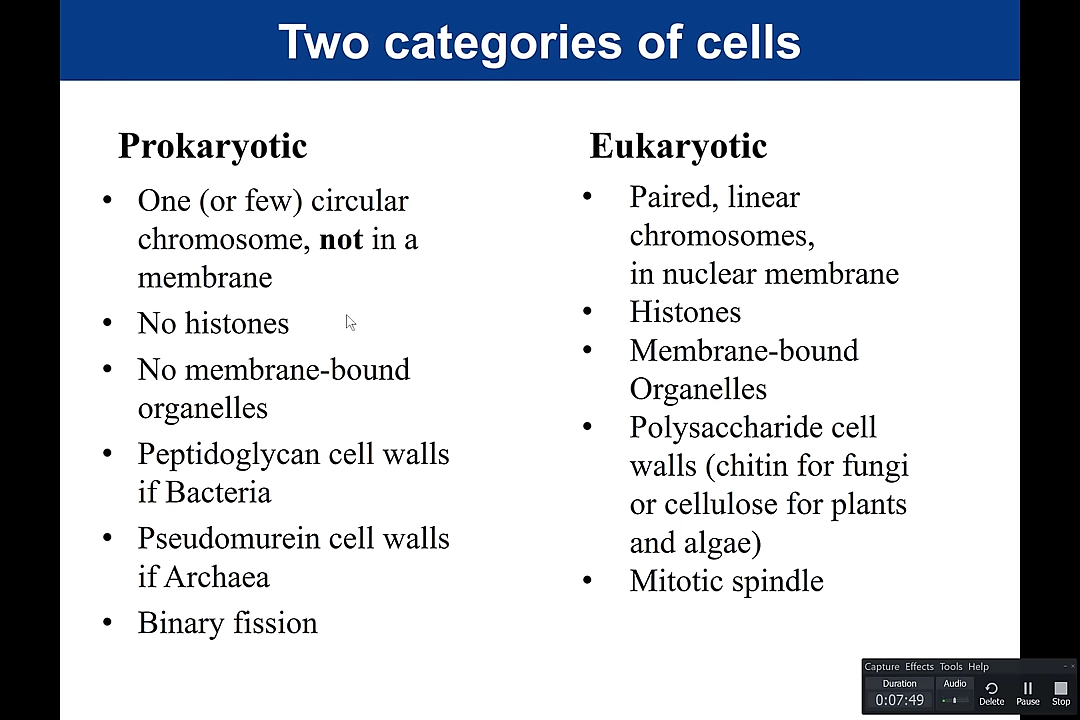 Two categories of cells
Prokaryotic
• One (or few) circular
chromosome, not in a
membrane
• No histones
• No membrane-bound
organelles
• Peptidoglycan cell walls
if Bacteria
• Pseudomurein cell walls
if Archaea
• Binary fission
Eukaryotic
• Paired, linear
chromosomes,
in nuclear membrane
• Histones
• Membrane-bound
Organelles
• Polysaccharide cell
walls (chitin for fungi
or cellulose for plants
and algae)
• Mitotic spindle
Capture Effects Tools Help
Duration Audio
0:07:49 Delete Pause Stop